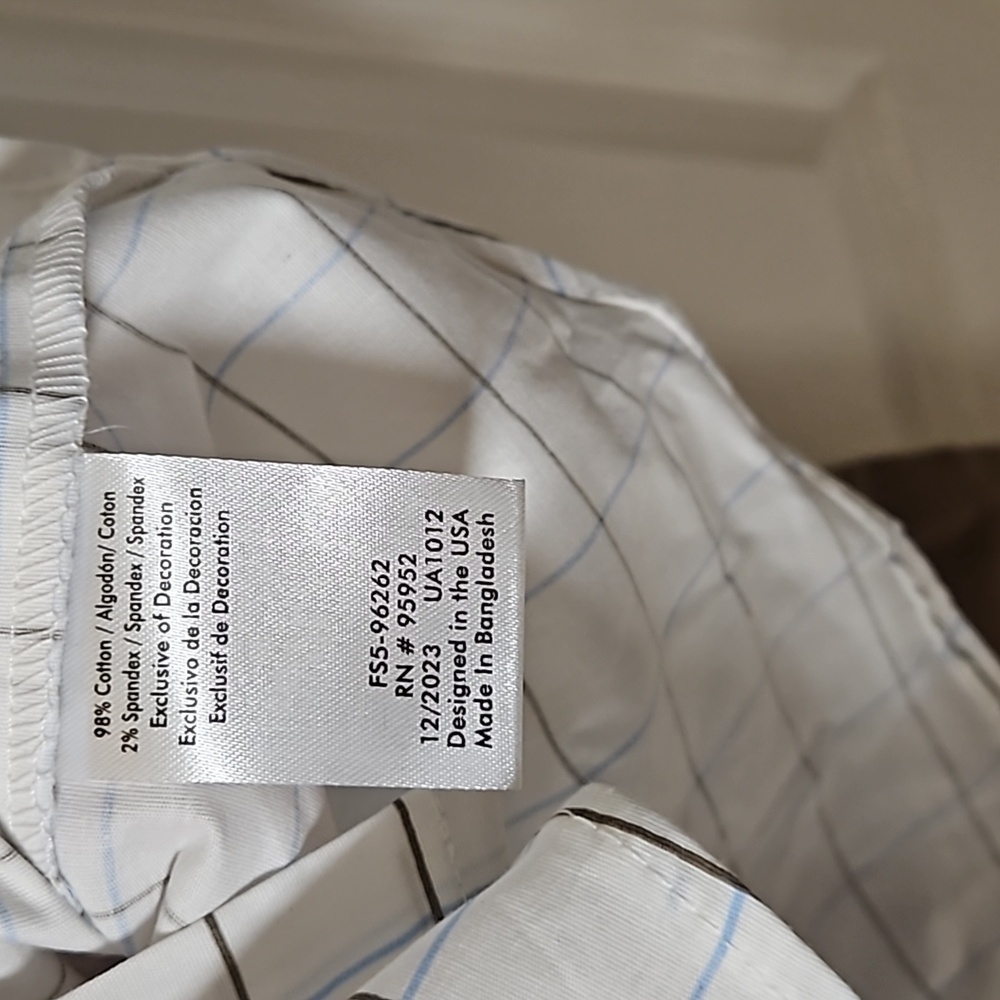 98% Cotton / Algodón/ Coton
2% Spandex / Spandex / Spandex
Exclusive of Decoration
Exclusivo de la Decoracion
Exclusif de Decoration
FS5-96262
RN # 95952
12/2023 UA1012
Designed in the USA
Made In Bangladesh